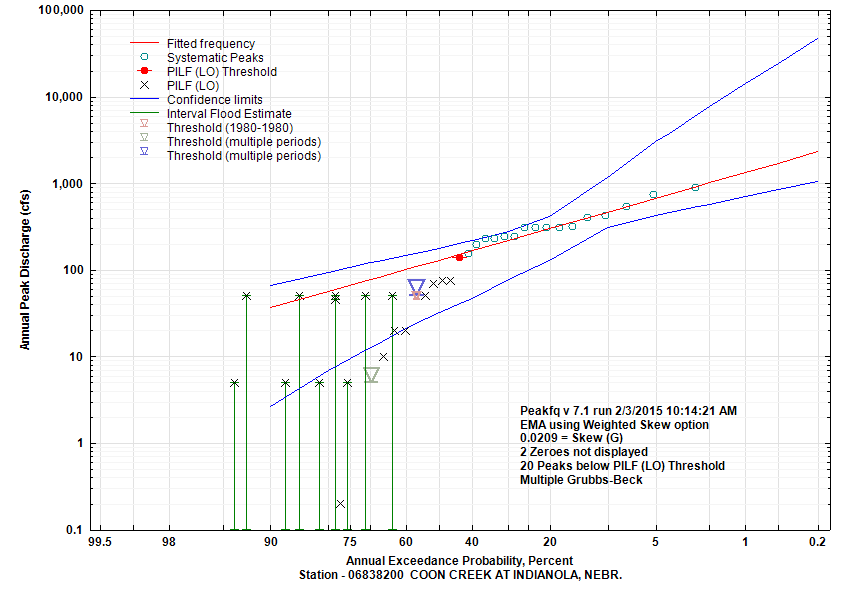 100,000
10,000
1,000
100
10
1
0.1
Annual Peak Discharge (cfs)
Fitted frequency
Systematic Peaks
PILF (LO) Threshold
PILF (LO)
Confidence limits
Interval Flood Estimate
Threshold (1980-1980)
Threshold (multiple periods)
Threshold (multiple periods)
Peakfq v 7.1 run 2/3/2015 10:14:21 AM
EMA using Weighted Skew option
0.0209 = Skew (G)
2 Zeroes not displayed
20 Peaks below PILF (LO) Threshold
Multiple Grubbs-Beck
99.5 98 90 75 60 40 20 5 1 0.2
Annual Exceedance Probability, Percent
Station - 06838200 COON CREEK AT INDIANOLA, NEBR.